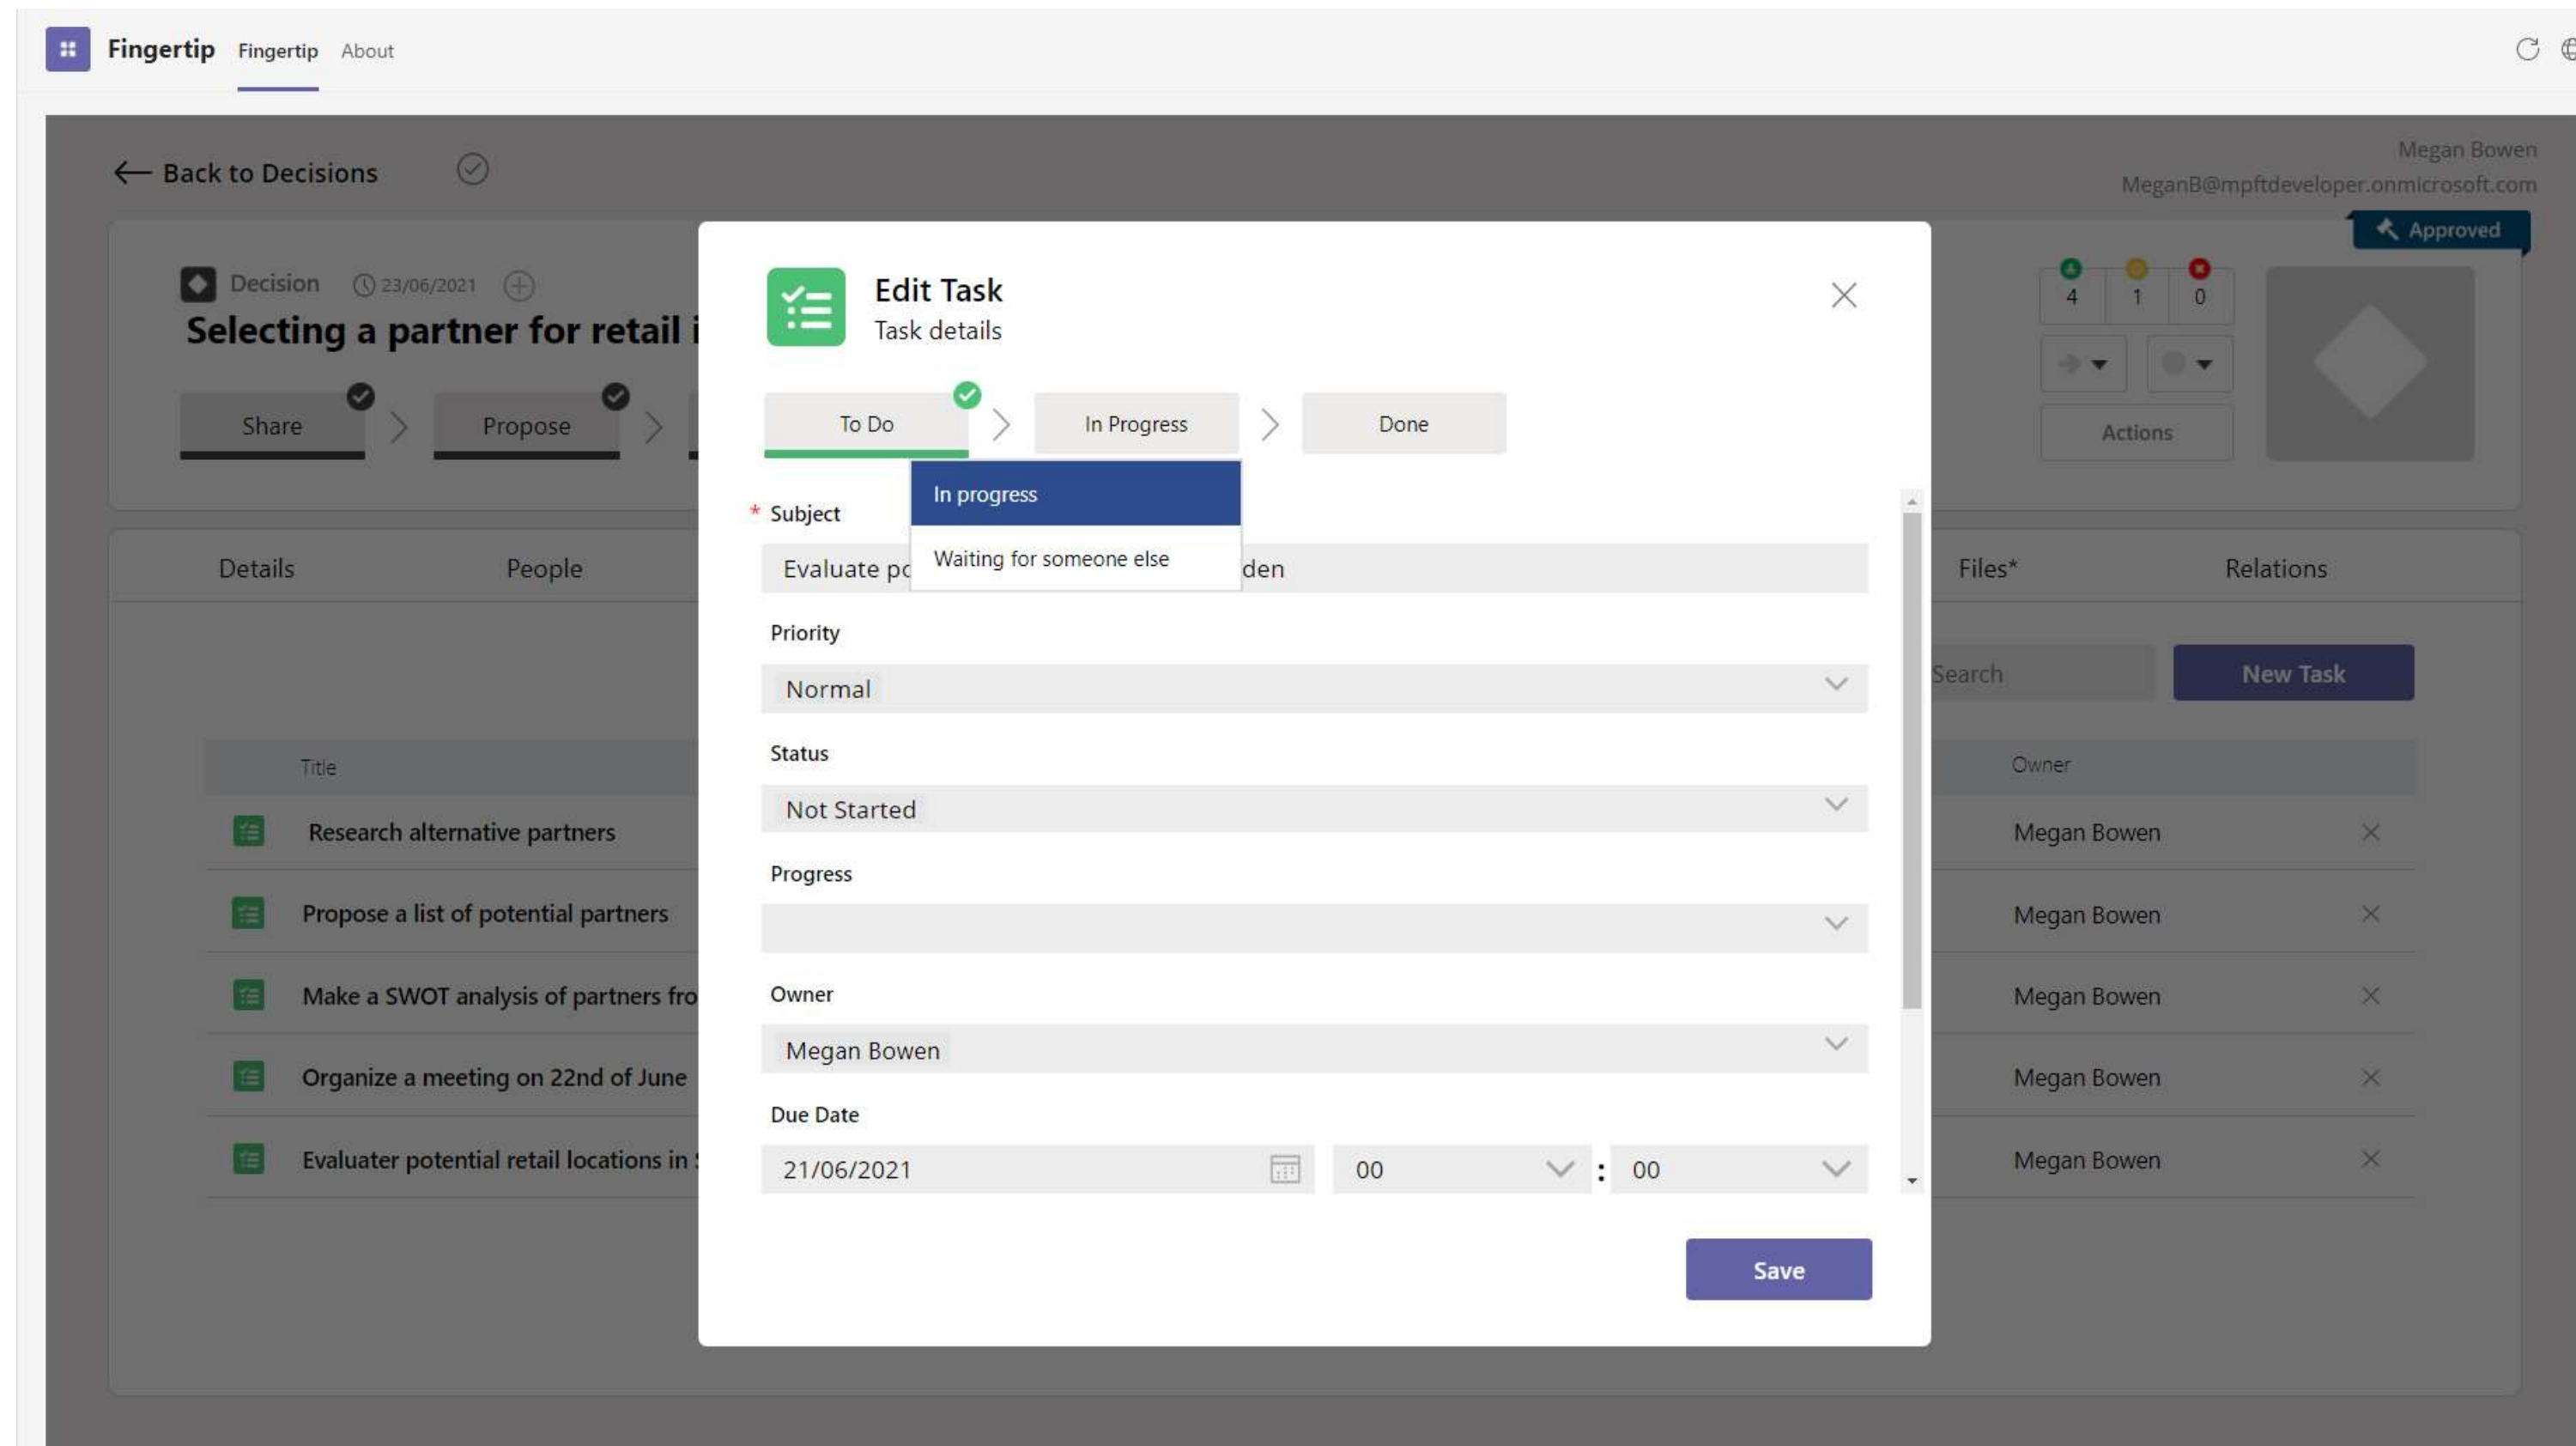 Fingertip Fingertip About
Back to Decisions
Megan Bowen
MeganB@mpftdeveloper.onmicrosoft.com
Approved
Decision 23/06/2021
Selecting a partner for retail
4 1 0
Share Propose
Actions
Edit Task
Task details
To Do In Progress Done
In progress
Waiting for someone else
* Subject
Evaluate den
Priority
Normal
Status
Not Started
Progress
Owner
Megan Bowen
Due Date
21/06/2021 00 : 00
Save
Details People Files* Relations
Search New Task
Title Owner
Research alternative partners Megan Bowen
Propose a list of potential partners Megan Bowen
Make a SWOT analysis of partners fro Megan Bowen
Organize a meeting on 22nd of June Megan Bowen
Evaluater potential retail locations in Megan Bowen